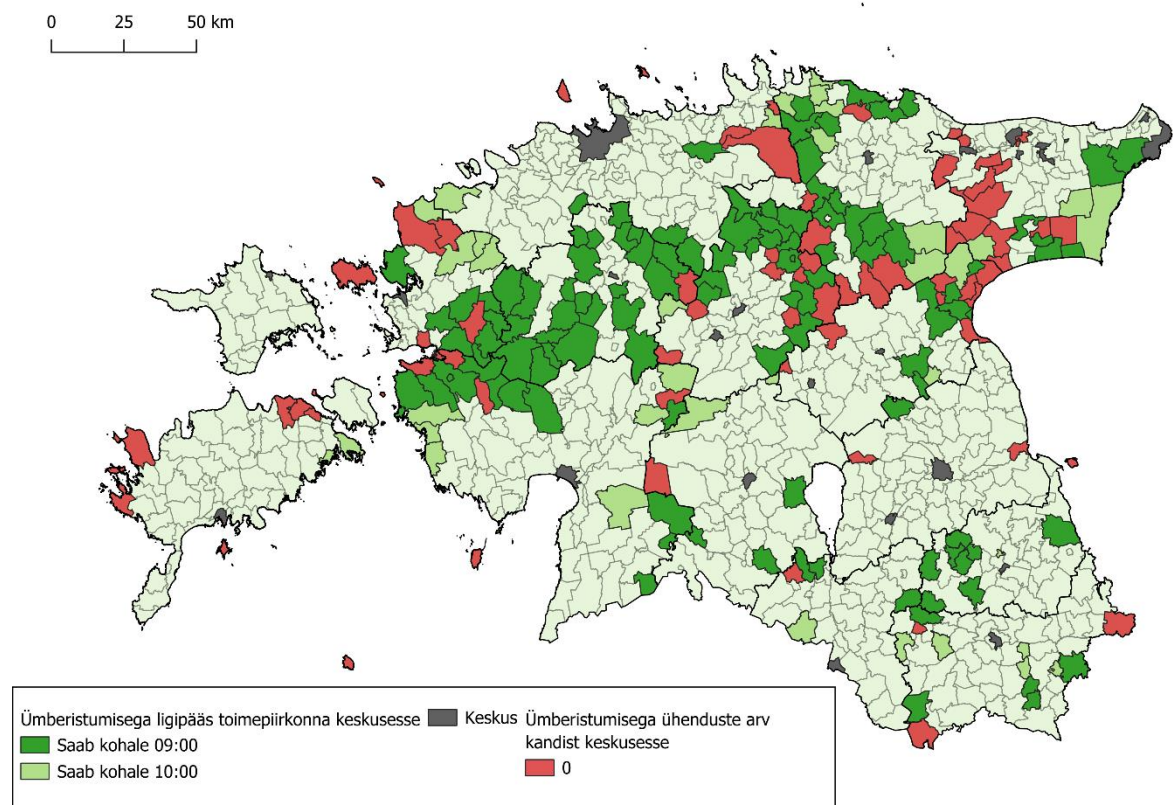 0 25 50 km
Ümberistumisega ligipääs toimepiirkonna keskusesse
Saab kohale 09:00
Saab kohale 10:00
Keskus
Ümberistumisega ühenduste arv
kandist keskusesse
0